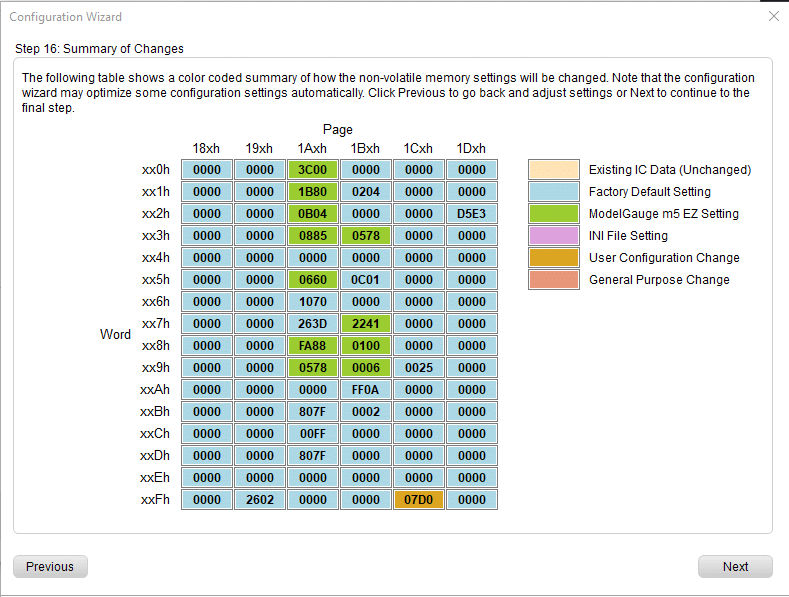 Configuration Wizard
Step 16: Summary of Changes
The following table shows a color coded summary of how the non-volatile memory settings will be changed. Note that the configuration
wizard may optimize some configuration settings automatically. Click Previous to go back and adjust settings or Next to continue to the
final step.
Page
18xh 19xh 1Axh 1Bxh 1Cxh 1Dxh
xx0h 0000 0000 3C00 0000 0000 0000 Existing IC Data (Unchanged)
xx1h 0000 0000 1B80 0204 0000 0000 Factory Default Setting
xx2h 0000 0000 0B04 0000 0000 D5E3 ModelGauge m5 EZ Setting
xx3h 0000 0000 0885 0578 0000 0000 INI File Setting
xx4h 0000 0000 0000 0000 0000 0000 User Configuration Change
xx5h 0000 0000 0660 0C01 0000 0000 General Purpose Change
xx6h 0000 0000 1070 0000 0000 0000
xx7h 0000 0000 263D 2241 0000 0000
Word
xx8h 0000 0000 FA88 0100 0000 0000
xx9h 0000 0000 0578 0006 0025 0000
xxAh 0000 0000 0000 FF0A 0000 0000
xxBh 0000 0000 807F 0002 0000 0000
xxCh 0000 0000 00FF 0000 0000 0000
xxDh 0000 0000 807F 0000 0000 0000
xxEh 0000 0000 0000 0000 0000 0000
xxFh 0000 2602 0000 0000 07D0 0000
Previous Next